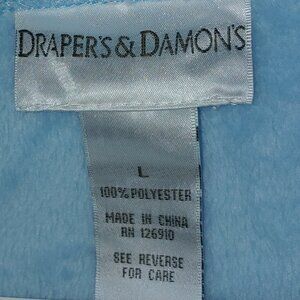 DRAPER'S & DAMON'S
L
100% POLYESTER
MADE IN CHINA
RN 126910
SEE REVERSE
FOR CARE